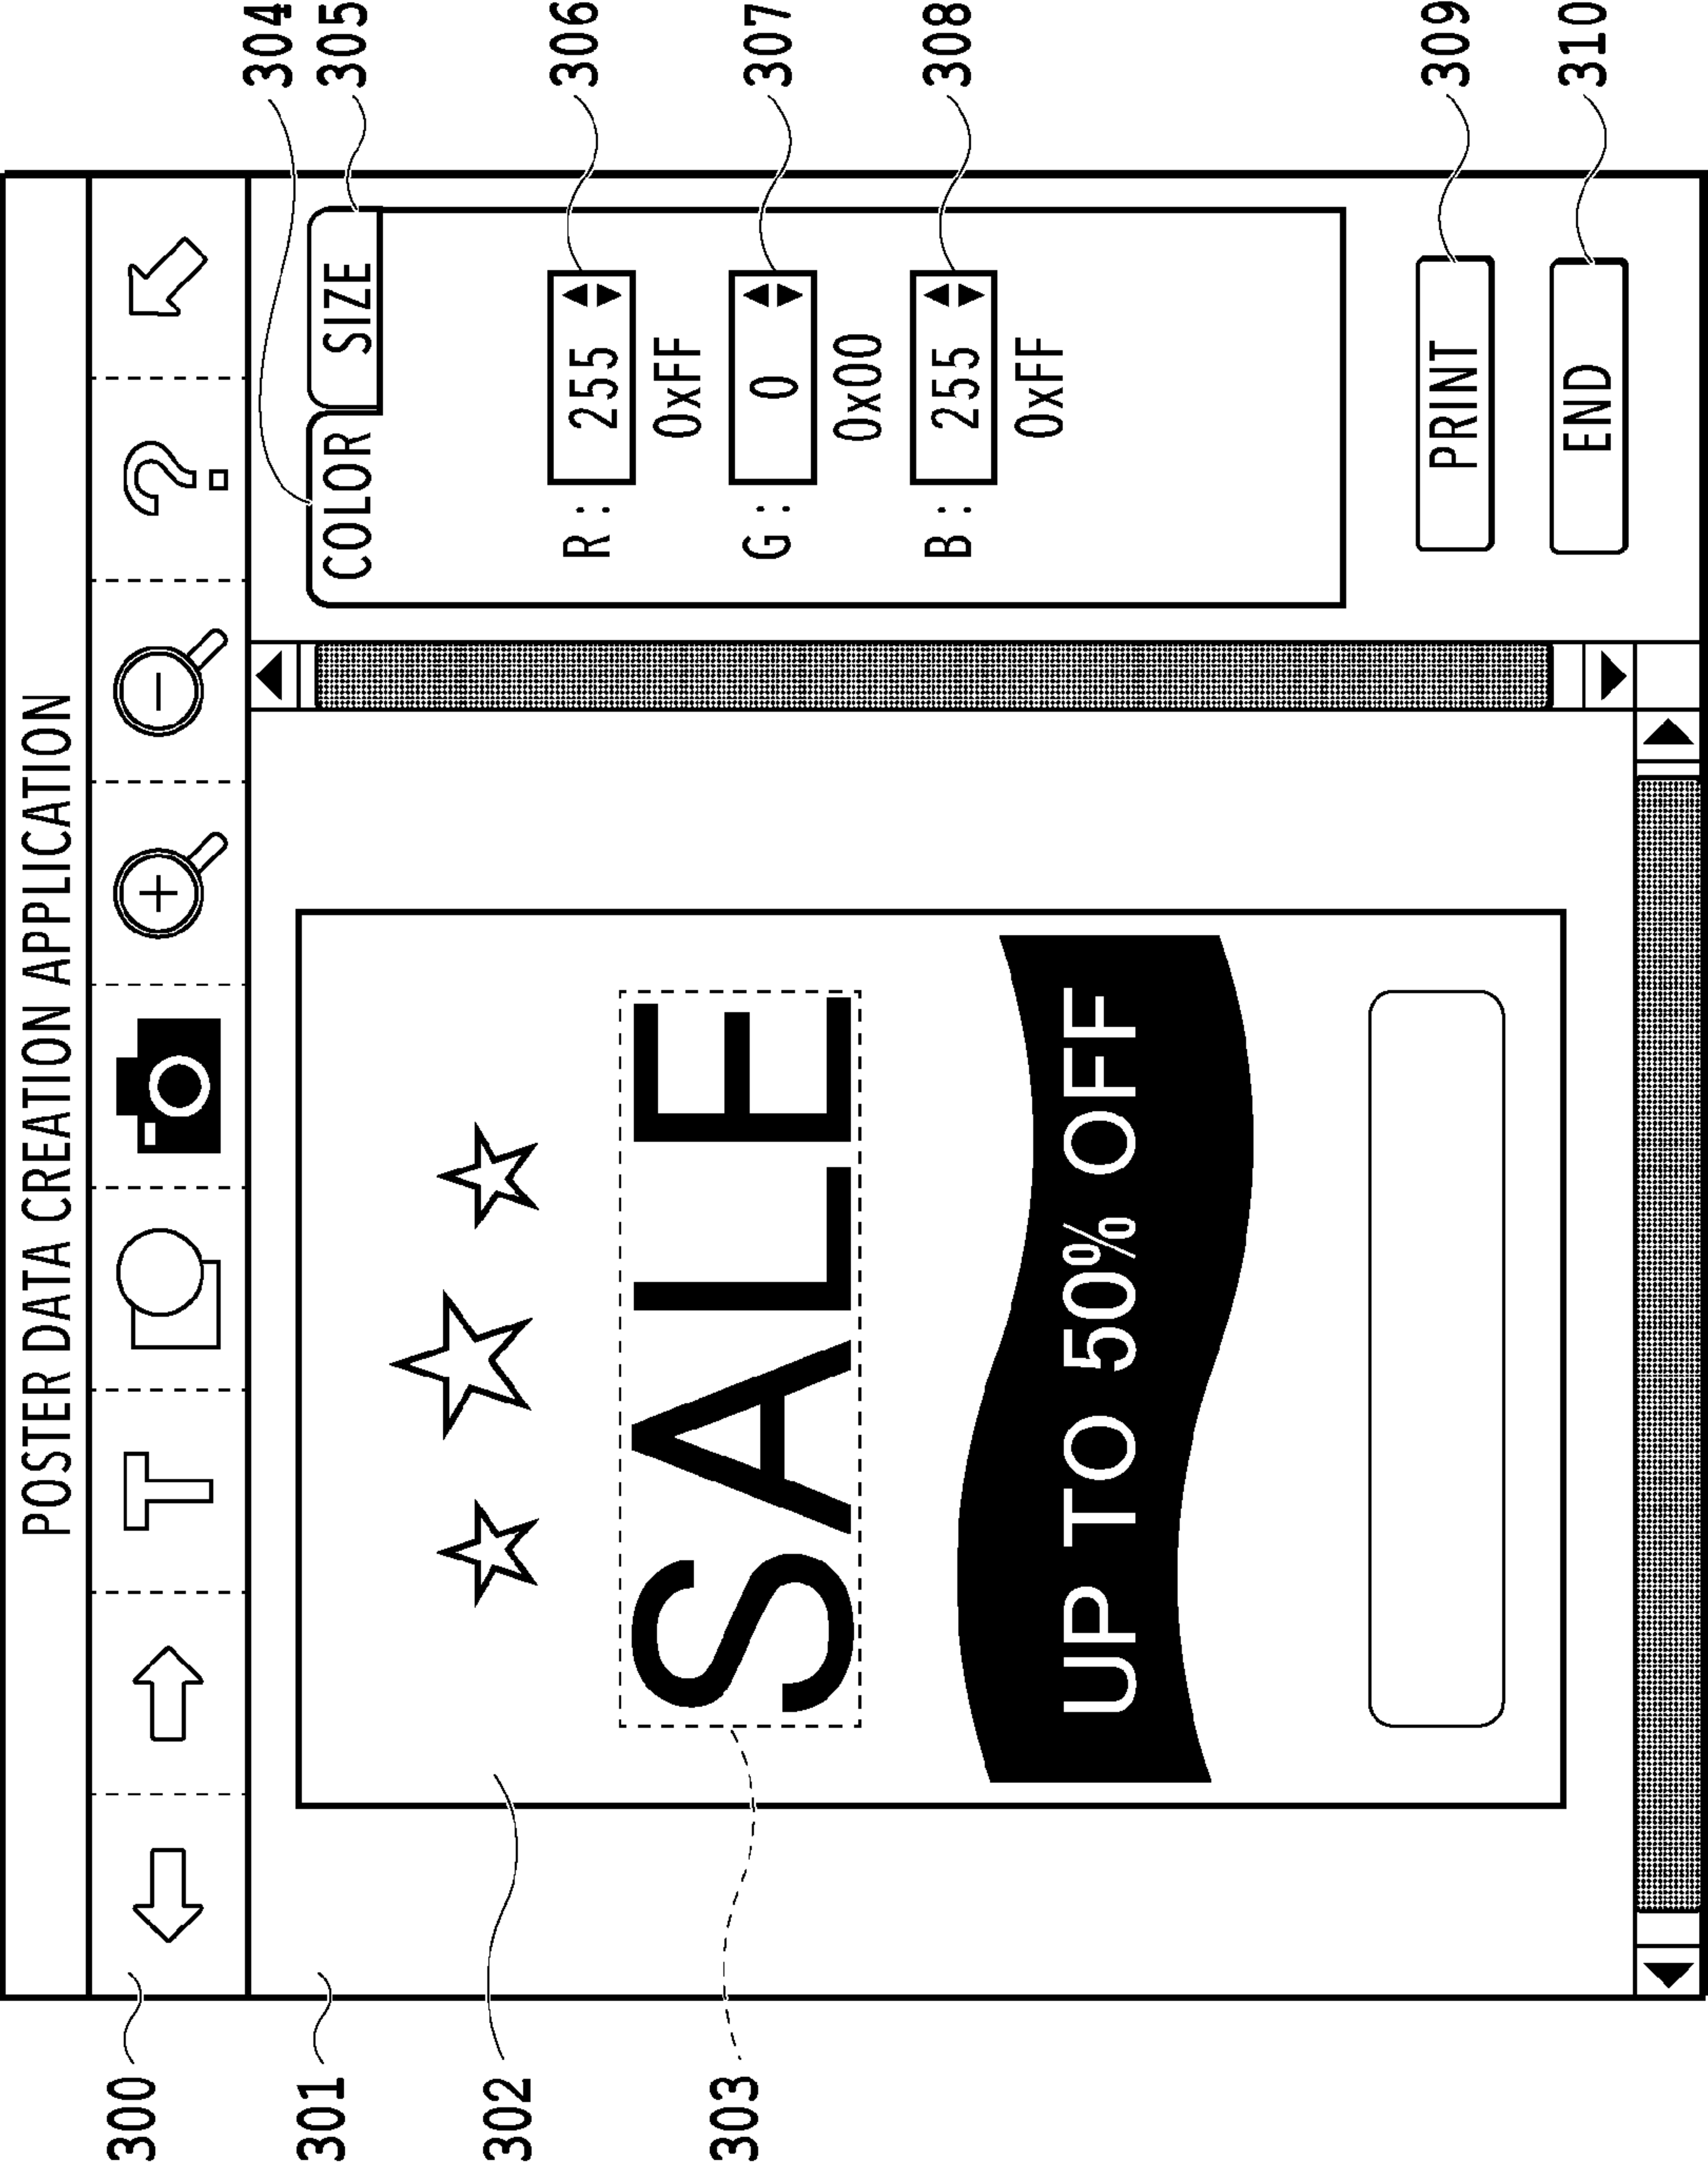 304
305
306
307
308
309
310
POSTER DATA CREATION APPLICATION
T
?
COLOR
SIZE
R: 255
0xFF
G: 0
0x00
B: 255
0xFF
PRINT
END
SALE
UP TO 50% OFF
300
301
302
303